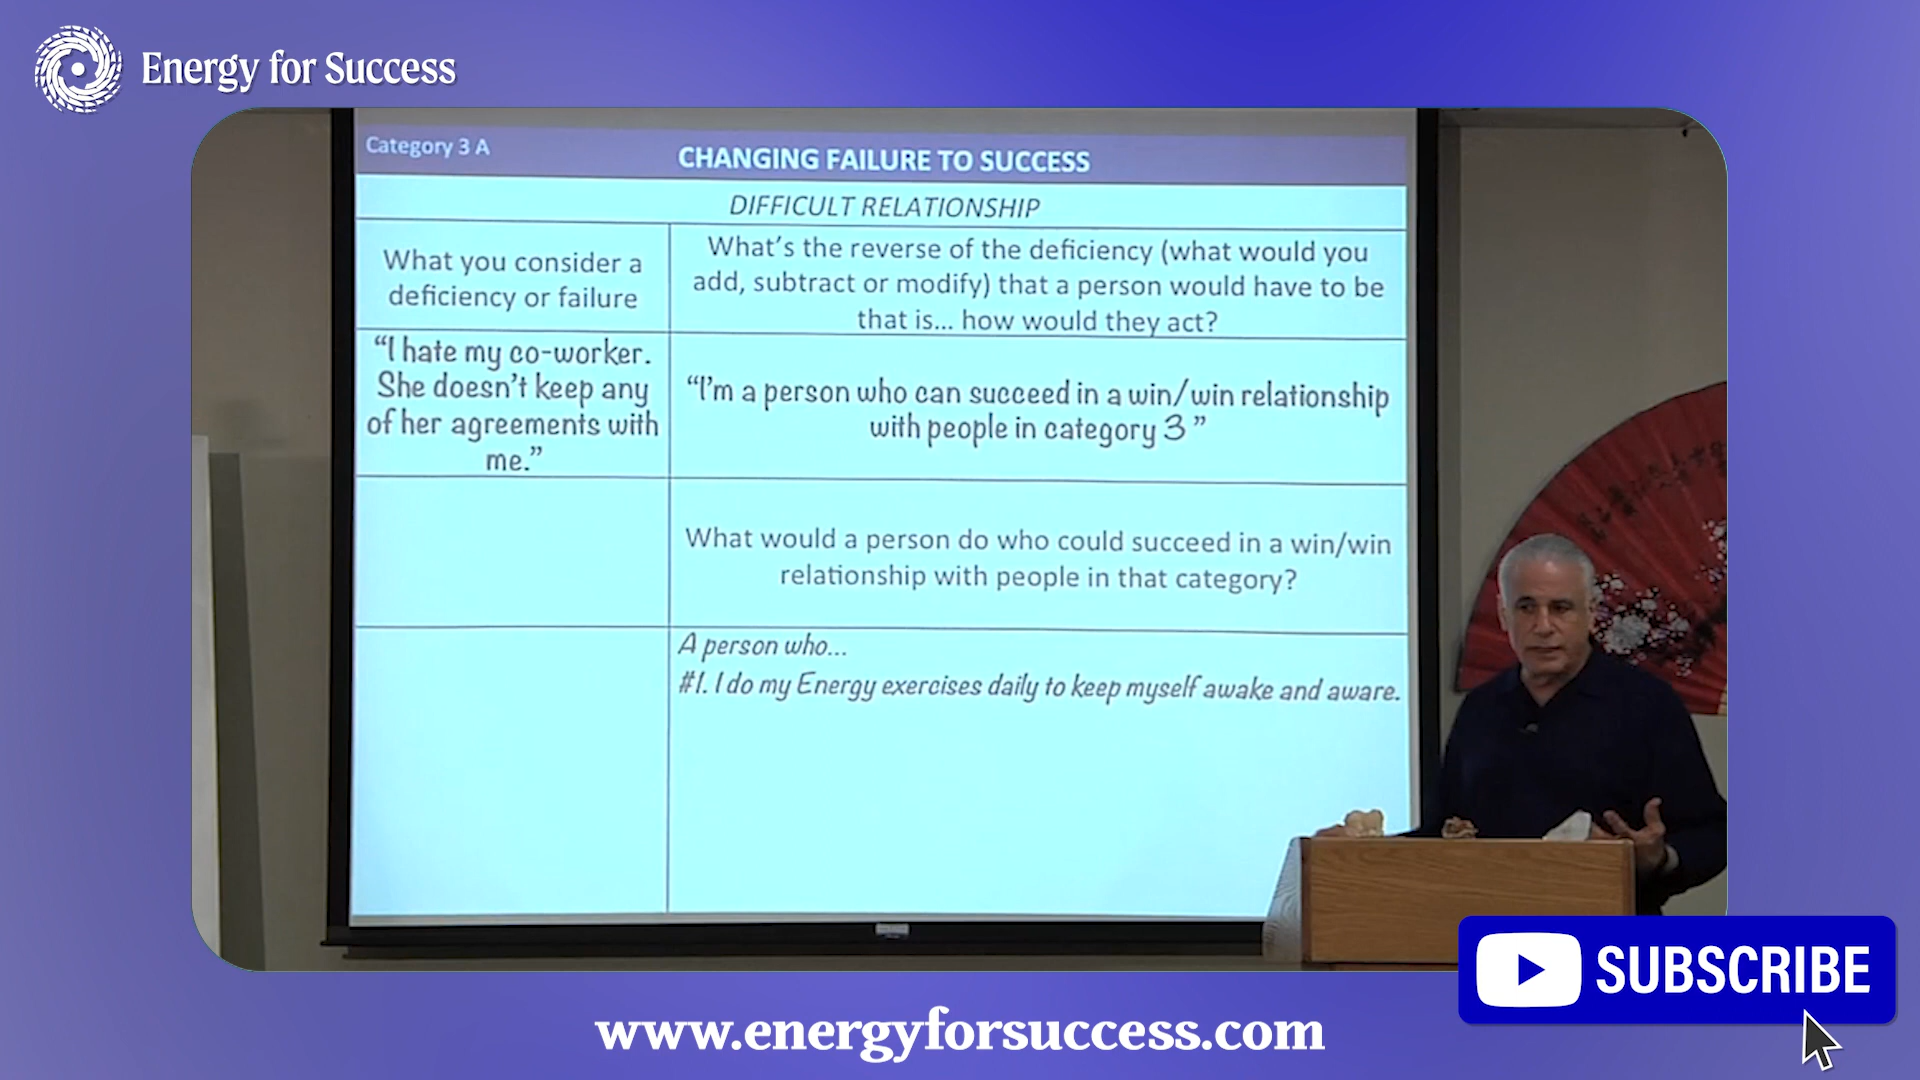 Energy for Success
Category 3 A
CHANGING FAILURE TO SUCCESS
DIFFICULT RELATIONSHIP
What you consider a
deficiency or failure
What's the reverse of the deficiency (what would you
add, subtract or modify) that a person would have to be
that is... how would they act?
“I hate my co-worker.
She doesn't keep any
of her agreements with
me.”
“I'm a person who can succeed in a win/win relationship
with people in category 3 ”
What would a person do who could succeed in a win/win
relationship with people in that category?
A person who...
#1. I do my Energy exercises daily to keep myself awake and aware.
SUBSCRIBE
www.energyforsuccess.com